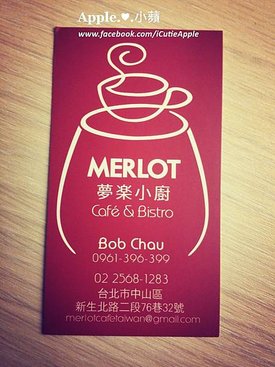 Apple.♥.小蘋
www.facebook.com/iCutieApple
MERLOT
夢楽小廚
Café & Bistro
Bob Chau
0961-396-399
02 2568-1283
台北市中山區
新生北路二段76巷32號
merlotcafetaiwan@gmail.com